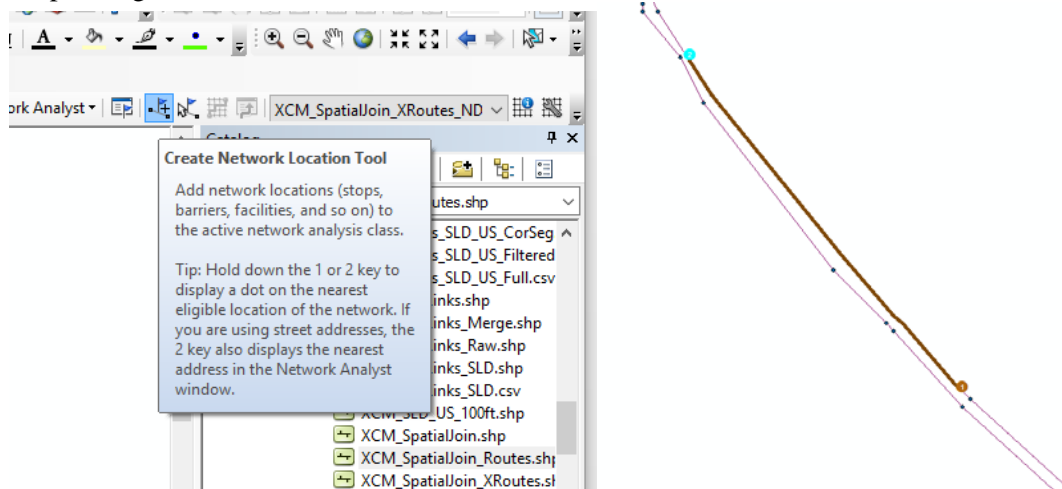 A
ork Analyst
XCM_SpatialJoin_XRoutes_ND
Create Network Location Tool
Add network locations (stops,
barriers, facilities, and so on) to
the active network analysis class.
Tip: Hold down the 1 or 2 key to
display a dot on the nearest
eligible location of the network. If
you are using street addresses, the
2 key also displays the nearest
address in the Network Analyst
window.
utes.shp
s_SLD_US_CorSeg
s_SLD_US_Filtered
s_SLD_US_Full.csv
inks.shp
inks_Merge.shp
inks_Raw.shp
inks_SLD.shp
inks_SLD.csv
XCM_SLD_US_100ft.shp
XCM_SpatialJoin.shp
XCM_SpatialJoin_Routes.shp
XCM_SpatialJoin_XRoutes.sh
2
1